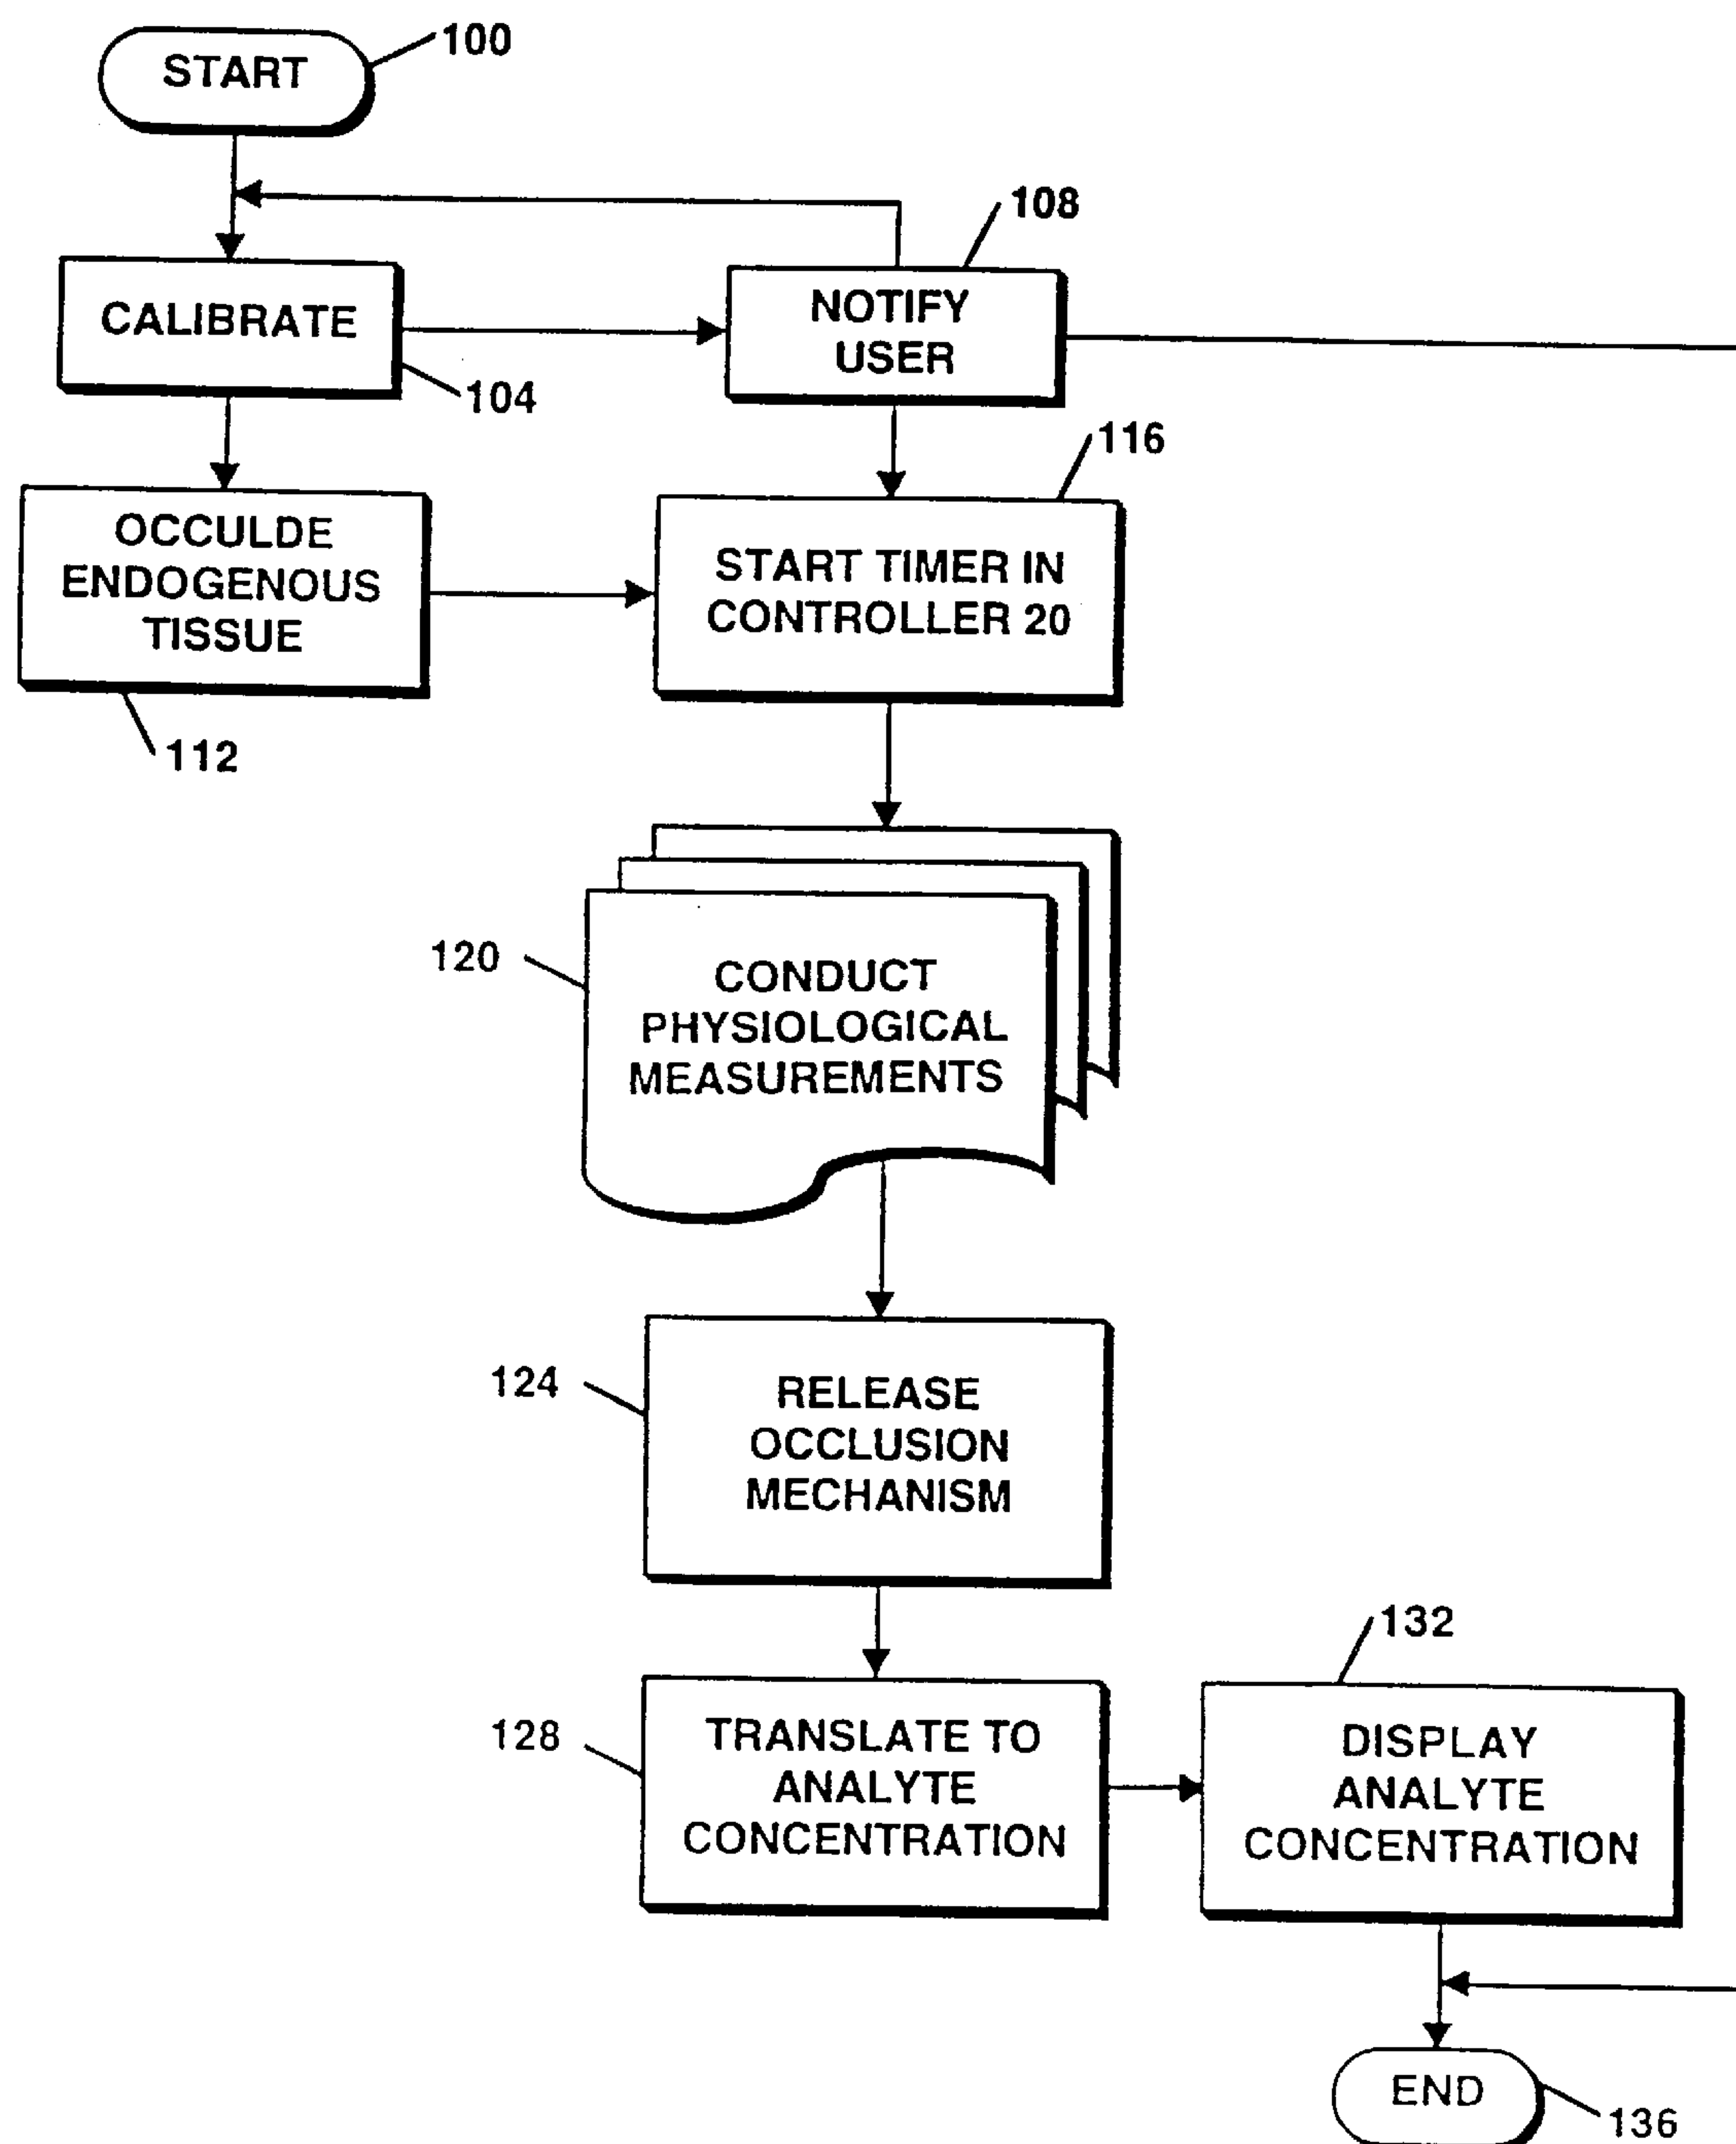 100
START
108
CALIBRATE
NOTIFY
USER
104
116
OCCULDE
ENDOGENOUS
TISSUE
START TIMER IN
CONTROLLER 20
112
120
CONDUCT
PHYSIOLOGICAL
MEASUREMENTS
124
RELEASE
OCCLUSION
MECHANISM
132
128
TRANSLATE TO
ANALYTE
CONCENTRATION
DISPLAY
ANALYTE
CONCENTRATION
END
136